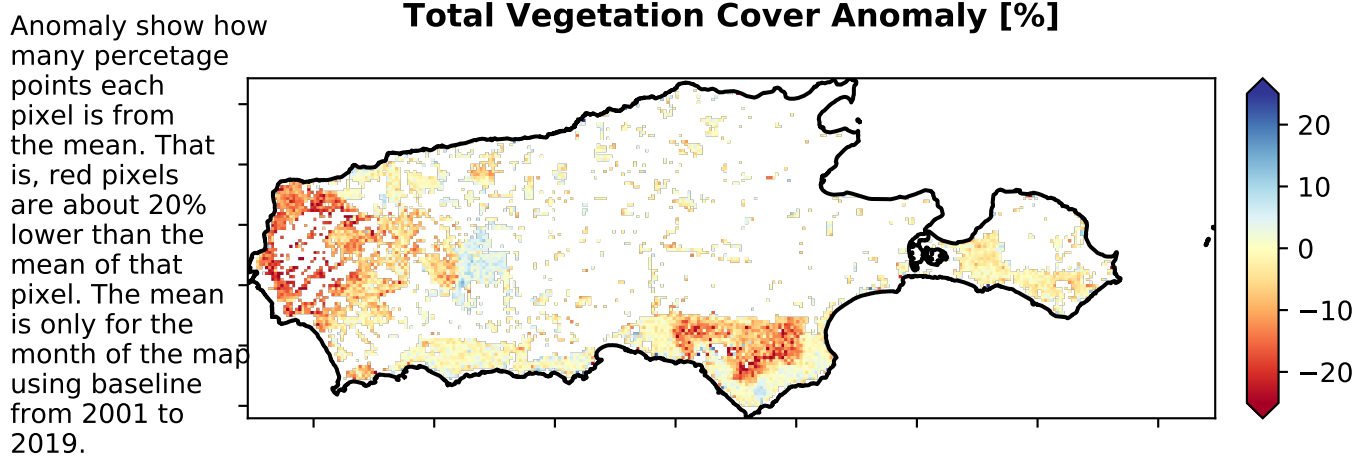 Total Vegetation Cover Anomaly [%]
Anomaly show how
many percetage
points each
pixel is from
the mean. That
is, red pixels
are about 20%
lower than the
mean of that
pixel. The mean
is only for the
month of the map
using baseline
from 2001 to
2019.
20
10
0
−10
−20